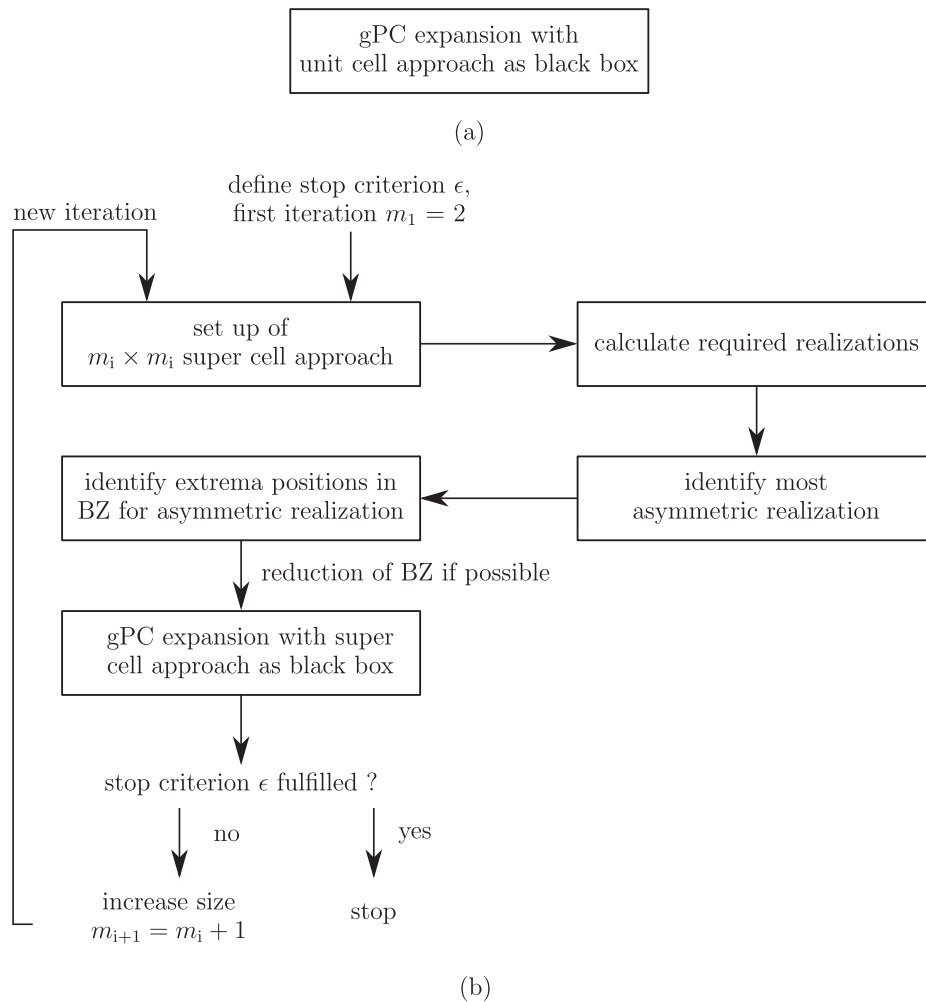 gPC expansion with
unit cell approach as black box
(a)
define stop criterion ϵ,
first iteration m₁ = 2
new iteration
set up of
mᵢ × mᵢ super cell approach
calculate required realizations
identify most
asymmetric realization
identify extrema positions in
BZ for asymmetric realization
reduction of BZ if possible
gPC expansion with super
cell approach as black box
stop criterion ϵ fulfilled ?
no
yes
increase size
mᵢ₊₁ = mᵢ + 1
stop
(b)